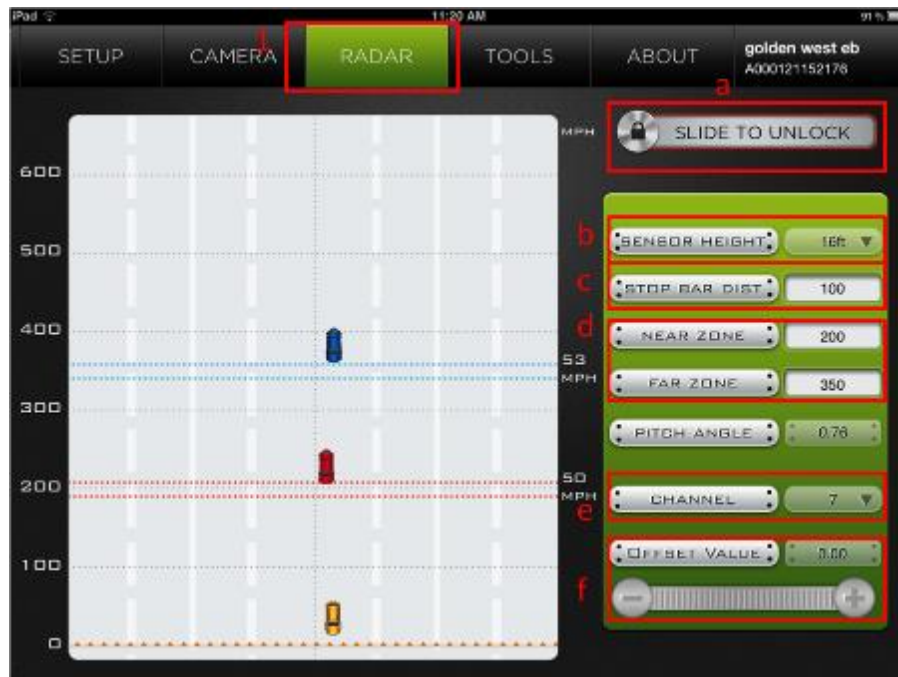 iPad 11:20 AM 91 %
1
SETUP CAMERA RADAR TOOLS ABOUT golden west eb
A000121152176
a
MPH SLIDE TO UNLOCK
600
b SENSOR HEIGHT 16ft
500
c STOP BAR DIST 100
400 d NEAR ZONE 200
53
MPH FAR ZONE 350
300
PITCH ANGLE 0.76
200 50
MPH CHANNEL 7
e
OFFSET VALUE 0.00
100
f
0